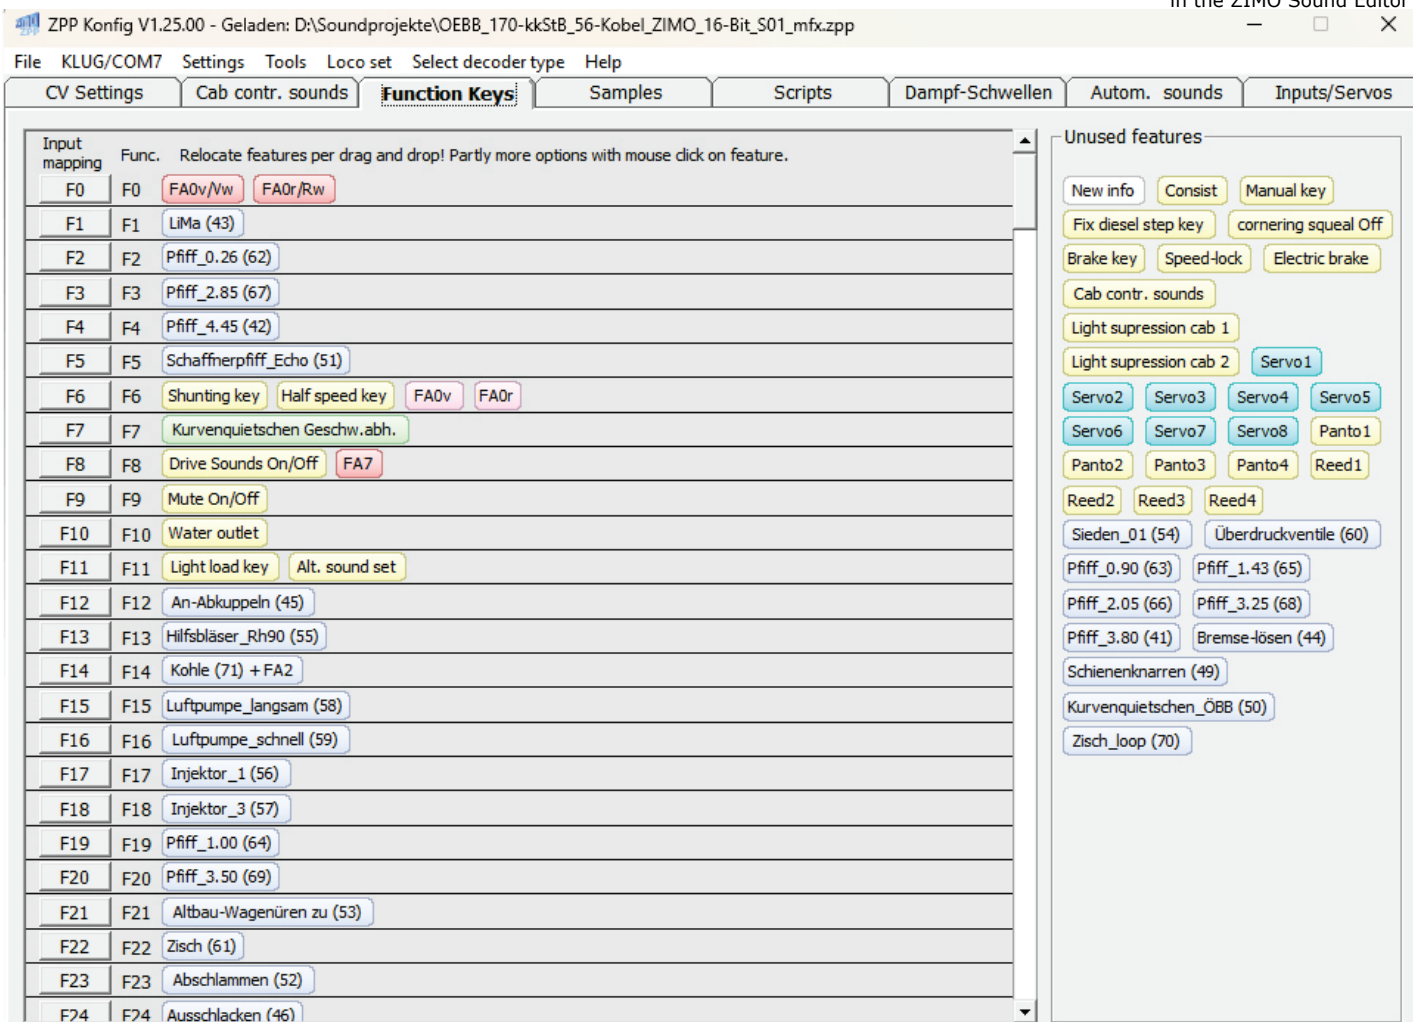 in the ZIMO Sound Editor
ZPP Konfig V1.25.00 - Geladen: D:\Soundprojekte\OEBB_170-kkStB_56-Kobel_ZIMO_16-Bit_S01_mfx.zpp
File KLUG/COM7 Settings Tools Loco set Select decoder type Help
CV Settings Cab contr. sounds Function Keys Samples Scripts Dampf-Schwellen Autom. sounds Inputs/Servos
Input mapping Func. Relocate features per drag and drop! Partly more options with mouse click on feature.
F0 F0 FA0v/Vw FA0r/Rw
F1 F1 LiMa (43)
F2 F2 Pfiff_0.26 (62)
F3 F3 Pfiff_2.85 (67)
F4 F4 Pfiff_4.45 (42)
F5 F5 Schaffnerpfiff_Echo (51)
F6 F6 Shunting key Half speed key FA0v FA0r
F7 F7 Kurvenquietschen Geschw.abh.
F8 F8 Drive Sounds On/Off FA7
F9 F9 Mute On/Off
F10 F10 Water outlet
F11 F11 Light load key Alt. sound set
F12 F12 An-Abkuppeln (45)
F13 F13 Hilfsbläser_Rh90 (55)
F14 F14 Kohle (71) +FA2
F15 F15 Luftpumpe_langsam (58)
F16 F16 Luftpumpe_schnell (59)
F17 F17 Injektor_1 (56)
F18 F18 Injektor_3 (57)
F19 F19 Pfiff_1.00 (64)
F20 F20 Pfiff_3.50 (69)
F21 F21 Altbau-Wagenüren zu (53)
F22 F22 Zisch (61)
F23 F23 Abschlammen (52)
F24 F24 Ausschlacken (46)
Unused features
New info Consist Manual key
Fix diesel step key cornering squeal Off
Brake key Speed-lock Electric brake
Cab contr. sounds
Light supression cab 1
Light supression cab 2 Servo1
Servo2 Servo3 Servo4 Servo5
Servo6 Servo7 Servo8 Panto1
Panto2 Panto3 Panto4 Reed1
Reed2 Reed3 Reed4
Sieden_01 (54) Überdruckventile (60)
Pfiff_0.90 (63) Pfiff_1.43 (65)
Pfiff_2.05 (66) Pfiff_3.25 (68)
Pfiff_3.80 (41) Bremse-lösen (44)
Schienenknarren (49)
Kurvenquietschen_ÖBB (50)
Zisch_loop (70)